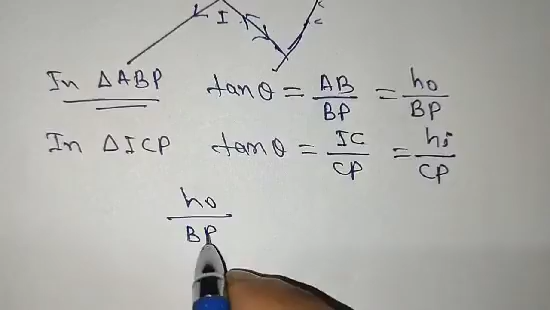 I
In ΔABP tanθ = AB/BP = ho/BP
In ΔICP tanθ = IC/CP = hi/CP
ho/BP